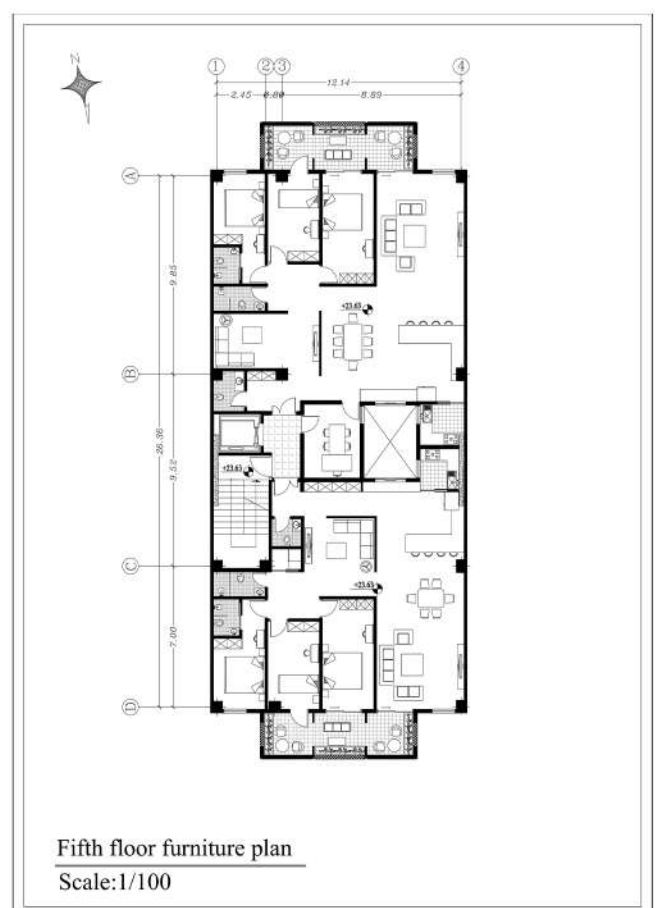 N
1 2 3 4
12.14
2.45 0.80 8.89
A
9.85
+23.63
B
26.36
9.52
+23.63
C
+23.63
7.00
D
Fifth floor furniture plan
Scale:1/100